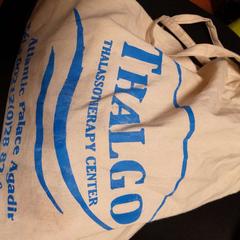 THALGO
THALASSOTHERAPY CENTER
Atlantic Palace Agadir